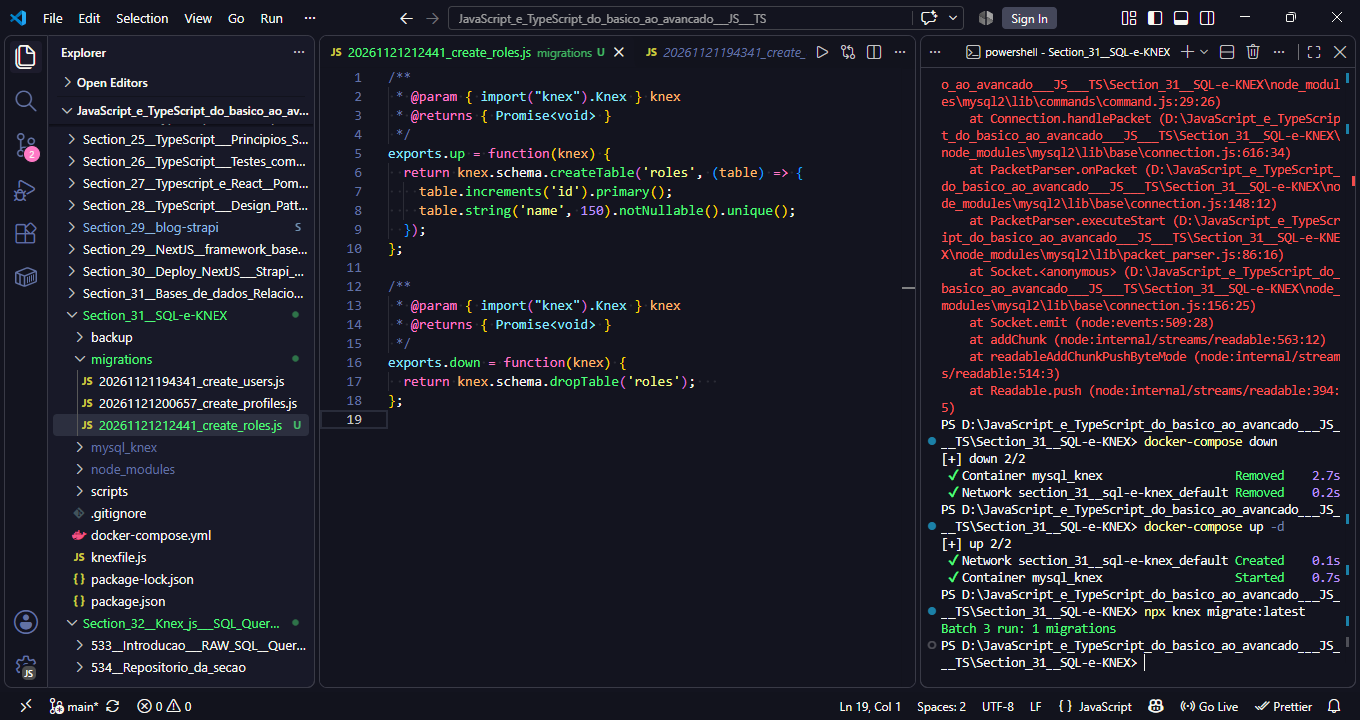 File Edit Selection View Go Run ···
JavaScript_e_TypeScript_do_basico_ao_avancado___JS___TS
Sign In
Explorer
Open Editors
JavaScript_e_TypeScript_do_basico_ao_av...
Section_25__TypeScript___Principios_S...
Section_26__TypeScript__Testes_com...
Section_27__Typescript_e_React__Pom...
Section_28__TypeScript___Design_Patt...
Section_29__blog-strapi S
Section_29__NextJS__framework_base...
Section_30__Deploy_NextJS___Strapi_...
Section_31__Bases_de_dados_Relacio...
Section_31__SQL-e-KNEX
backup
migrations
JS 20261121194341_create_users.js
JS 20261121200657_create_profiles.js
JS 20261121212441_create_roles.js U
mysql_knex
node_modules
scripts
.gitignore
docker-compose.yml
JS knexfile.js
{} package-lock.json
{} package.json
Section_32__Knex_js___SQL_Quer...
533__Introducao___RAW_SQL__Quer...
534__Repositorio_da_secao
2
JS
JS 20261121212441_create_roles.js migrations U
JS 20261121194341_create_
1 /**
2 * @param { import("knex").Knex } knex
3 * @returns { Promise<void> }
4 */
5 exports.up = function(knex) {
6 return knex.schema.createTable('roles', (table) => {
7 table.increments('id').primary();
8 table.string('name', 150).notNullable().unique();
9 });
10 };
11
12 /**
13 * @param { import("knex").Knex } knex
14 * @returns { Promise<void> }
15 */
16 exports.down = function(knex) {
17 return knex.schema.dropTable('roles');
18 };
19
powershell - Section_31__SQL-e-KNEX
o_ao_avancado___JS___TS\Section_31__SQL-e-KNEX\node_modul
es\mysql2\lib\commands\command.js:29:26)
at Connection.handlePacket (D:\JavaScript_e_TypeScrip
t_do_basico_ao_avancado___JS___TS\Section_31__SQL-e-KNEX\
node_modules\mysql2\lib\base\connection.js:616:34)
at PacketParser.onPacket (D:\JavaScript_e_TypeScript_
do_basico_ao_avancado___JS___TS\Section_31__SQL-e-KNEX\no
de_modules\mysql2\lib\base\connection.js:148:12)
at PacketParser.executeStart (D:\JavaScript_e_TypeScr
ipt_do_basico_ao_avancado___JS___TS\Section_31__SQL-e-KNE
X\node_modules\mysql2\lib\packet_parser.js:86:16)
at Socket.<anonymous> (D:\JavaScript_e_TypeScript_do_
basico_ao_avancado___JS___TS\Section_31__SQL-e-KNEX\node_
modules\mysql2\lib\base\connection.js:156:25)
at Socket.emit (node:events:509:28)
at addChunk (node:internal/streams/readable:563:12)
at readableAddChunkPushByteMode (node:internal/stream
s/readable:514:3)
at Readable.push (node:internal/streams/readable:394:
5)
PS D:\JavaScript_e_TypeScript_do_basico_ao_avancado___JS_
__TS\Section_31__SQL-e-KNEX> docker-compose down
[+] down 2/2
✔Container mysql_knex Removed 2.7s
✔Network section_31__sql-e-knex_default Removed 0.2s
PS D:\JavaScript_e_TypeScript_do_basico_ao_avancado___JS_
__TS\Section_31__SQL-e-KNEX> docker-compose up -d
[+] up 2/2
✔Network section_31__sql-e-knex_default Created 0.1s
✔Container mysql_knex Started 0.7s
PS D:\JavaScript_e_TypeScript_do_basico_ao_avancado___JS_
__TS\Section_31__SQL-e-KNEX> npx knex migrate:latest
Batch 3 run: 1 migrations
PS D:\JavaScript_e_TypeScript_do_basico_ao_avancado___JS_
__TS\Section_31__SQL-e-KNEX>
main* 0 0 Ln 19, Col 1 Spaces: 2 UTF-8 LF {} JavaScript Go Live Prettier